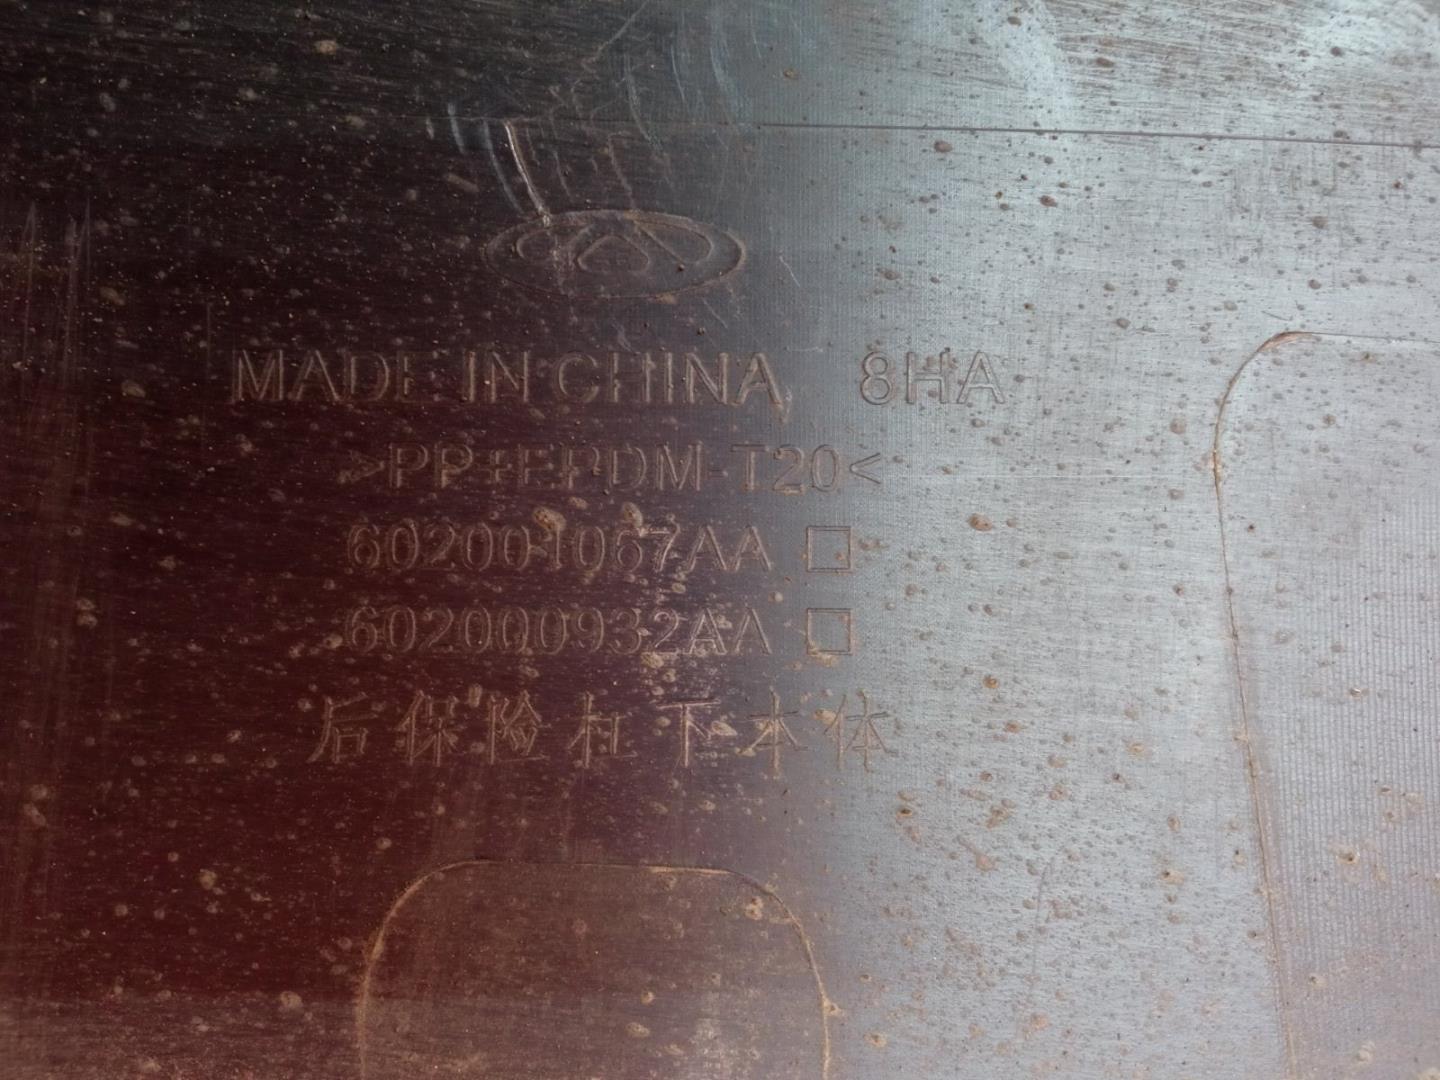 MADE IN CHINA 8HA
>PP+EPDM-T20<
602001067AA □
602000932AA □
后保险杠下本体